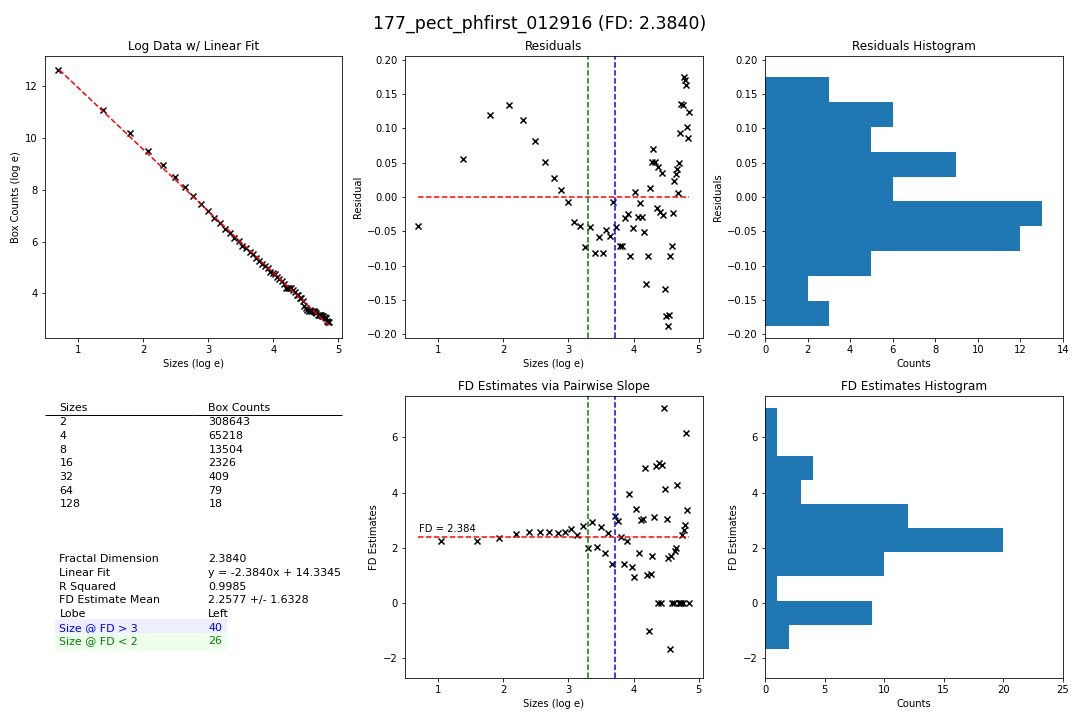 177_pect_phfirst_012916 (FD: 2.3840)
Log Data w/ Linear Fit
Box Counts (log e)
12
10
8
6
4
1 2 3 4 5
Sizes (log e)
Residuals
Residual
0.20
0.15
0.10
0.05
0.00
−0.05
−0.10
−0.15
−0.20
1 2 3 4 5
Sizes (log e)
Residuals Histogram
Residuals
0.20
0.15
0.10
0.05
0.00
−0.05
−0.10
−0.15
−0.20
0 2 4 6 8 10 12 14
Counts
Sizes Box Counts
2 308643
4 65218
8 13504
16 2326
32 409
64 79
128 18
Fractal Dimension 2.3840
Linear Fit y = -2.3840x + 14.3345
R Squared 0.9985
FD Estimate Mean 2.2577 +/- 1.6328
Lobe Left
Size @ FD > 3 40
Size @ FD < 2 26
FD Estimates via Pairwise Slope
FD Estimates
6
4
2
0
−2
FD = 2.384
1 2 3 4 5
Sizes (log e)
FD Estimates Histogram
FD Estimates
6
4
2
0
−2
0 5 10 15 20 25
Counts